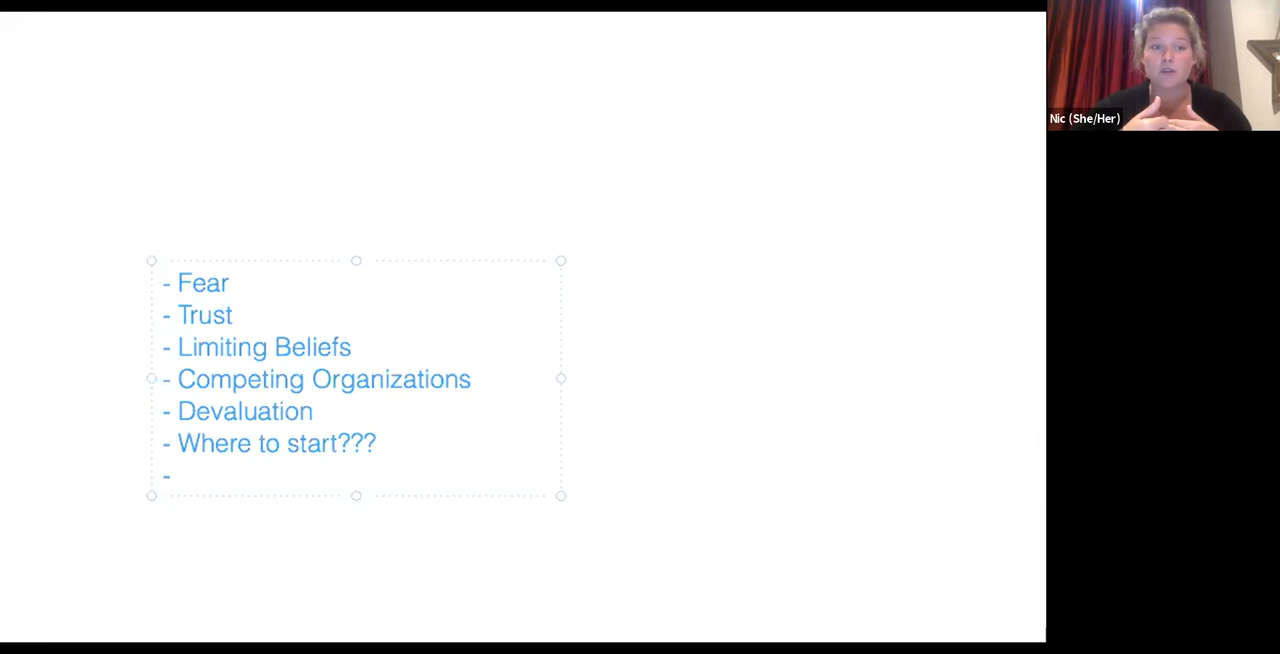 Nic (She/Her)
- Fear
- Trust
- Limiting Beliefs
- Competing Organizations
- Devaluation
- Where to start???
-